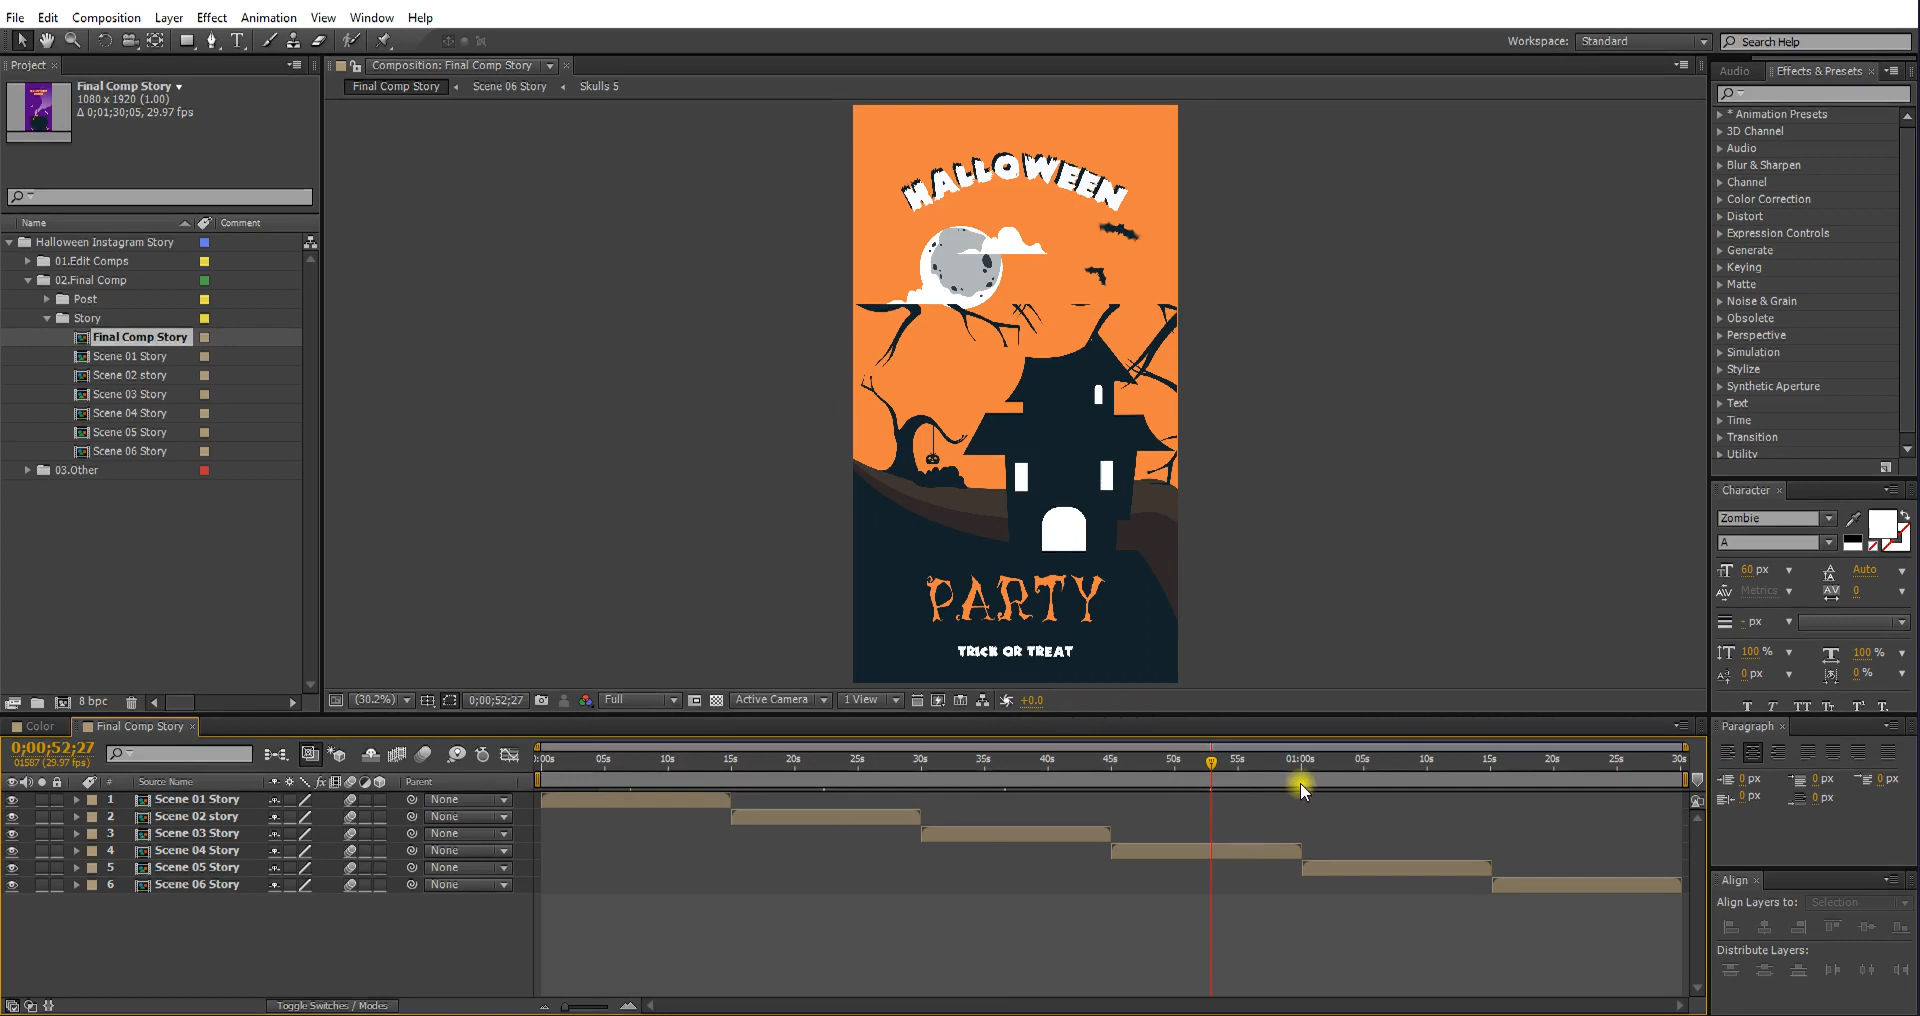 File Edit Composition Layer Effect Animation View Window Help
Workspace: Standard Search Help
Project
Final Comp Story
1080 x 1920 (1.00)
Δ 0;01;30;05, 29.97 fps
Name Comment
Halloween Instagram Story
01.Edit Comps
02.Final Comp
Post
Story
Final Comp Story
Scene 01 Story
Scene 02 story
Scene 03 Story
Scene 04 Story
Scene 05 Story
Scene 06 Story
03.Other
8 bpc
Composition: Final Comp Story
Final Comp Story Scene 06 Story Skulls 5
HALLOWEEN
PARTY
TRICK OR TREAT
(30.2%) 0;00;52;27 Full Active Camera 1 View +0.0
Audio Effects & Presets
* Animation Presets
3D Channel
Audio
Blur & Sharpen
Channel
Color Correction
Distort
Expression Controls
Generate
Keying
Matte
Noise & Grain
Obsolete
Perspective
Simulation
Stylize
Synthetic Aperture
Text
Time
Transition
Utility
Character
Zombie
A
60 px Auto
Metrics 0
- px
100 % 100 %
0 px 0 %
T T TT Tr T¹ T.
Paragraph
0 px 0 px 0 px
0 px 0 px
Align
Align Layers to: Selection
Distribute Layers:
Color Final Comp Story
0;00;52;27
01587 (29.97 fps)
# Source Name fx Parent
:00s 05s 10s 15s 20s 25s 30s 35s 40s 45s 50s 55s 01:00s 05s 10s 15s 20s 25s 30s
1 Scene 01 Story None
2 Scene 02 story None
3 Scene 03 Story None
4 Scene 04 Story None
5 Scene 05 Story None
6 Scene 06 Story None
Toggle Switches / Modes